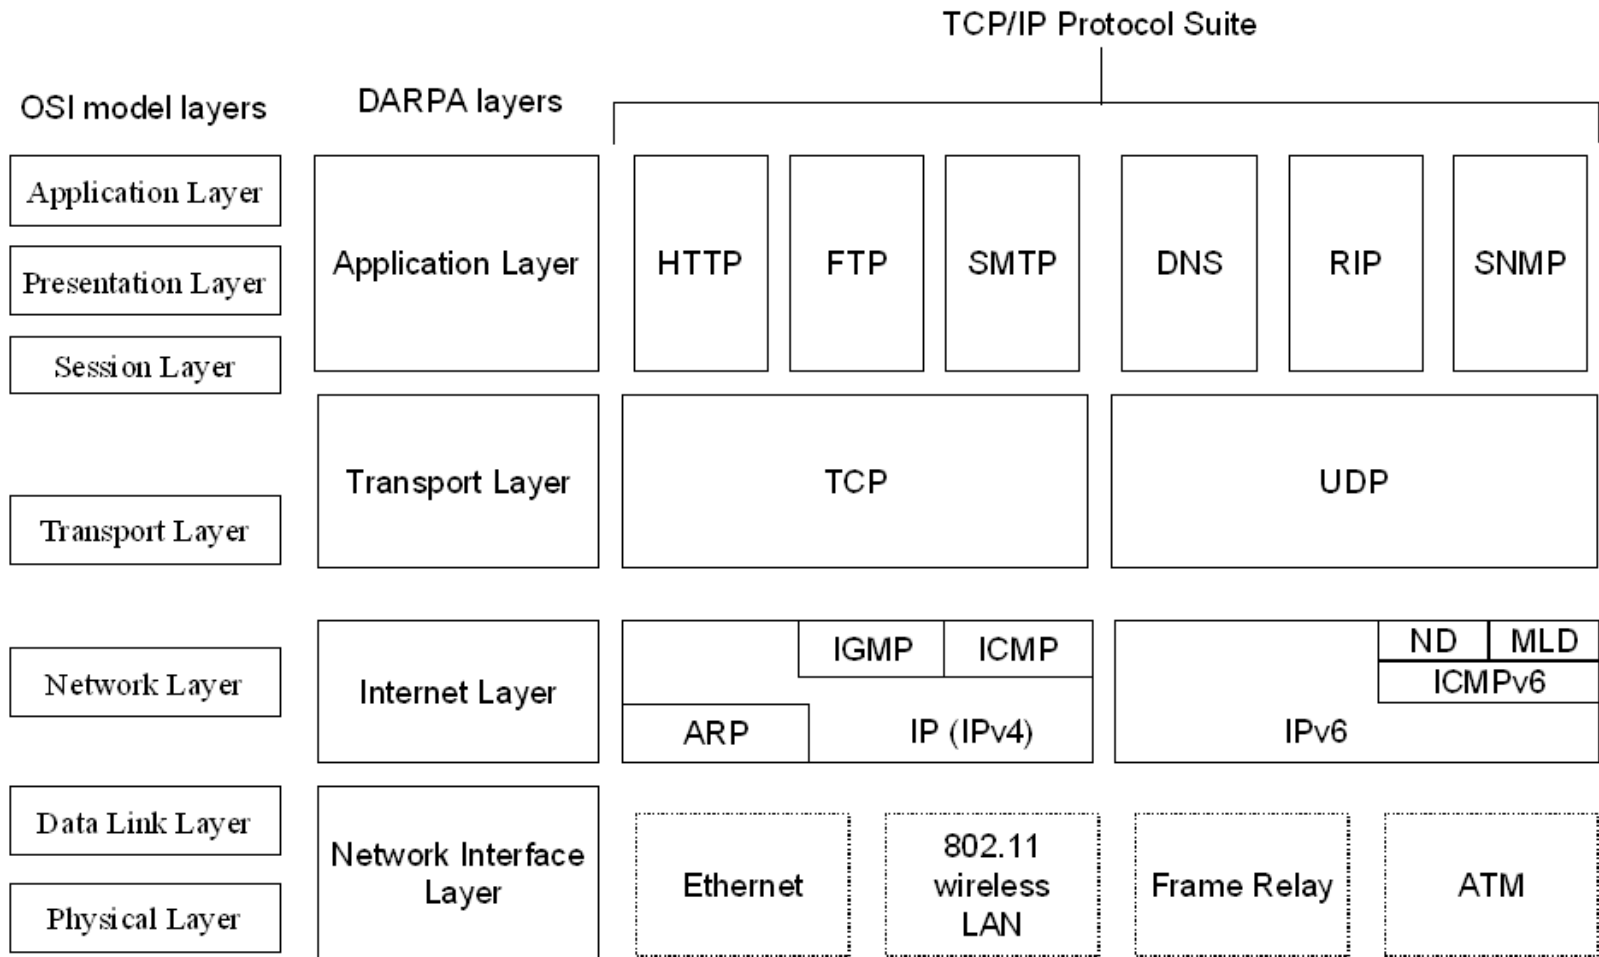 TCP/IP Protocol Suite
OSI model layers
DARPA layers
Application Layer
Presentation Layer
Session Layer
Application Layer
HTTP
FTP
SMTP
DNS
RIP
SNMP
Transport Layer
Transport Layer
TCP
UDP
Network Layer
Internet Layer
IGMP
ICMP
ARP
IP (IPv4)
ND
MLD
ICMPv6
IPv6
Data Link Layer
Physical Layer
Network Interface
Layer
Ethernet
802.11
wireless
LAN
Frame Relay
ATM